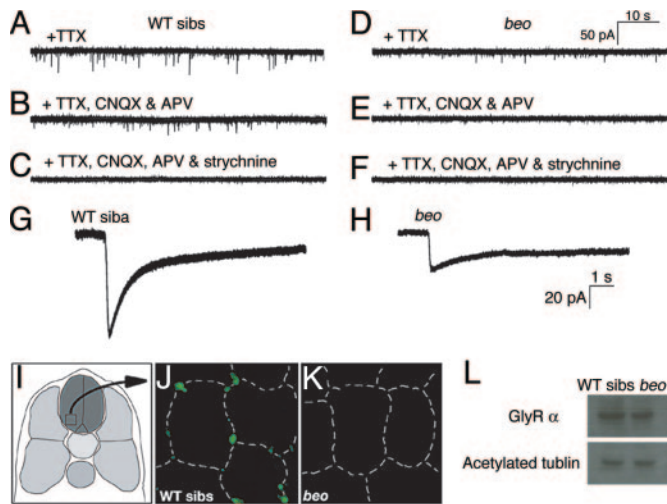 A
WT sibs
+TTX
B
+ TTX, CNQX & APV
C
+ TTX, CNQX, APV & strychnine
D
beo
10 s
50 pA
+ TTX
E
+ TTX, CNQX & APV
F
+ TTX, CNQX, APV & strychnine
G
WT siba
H
beo
1 s
20 pA
I
J
WT sibs
K
beo
L
WT sibs beo
GlyR α
Acetylated tublin